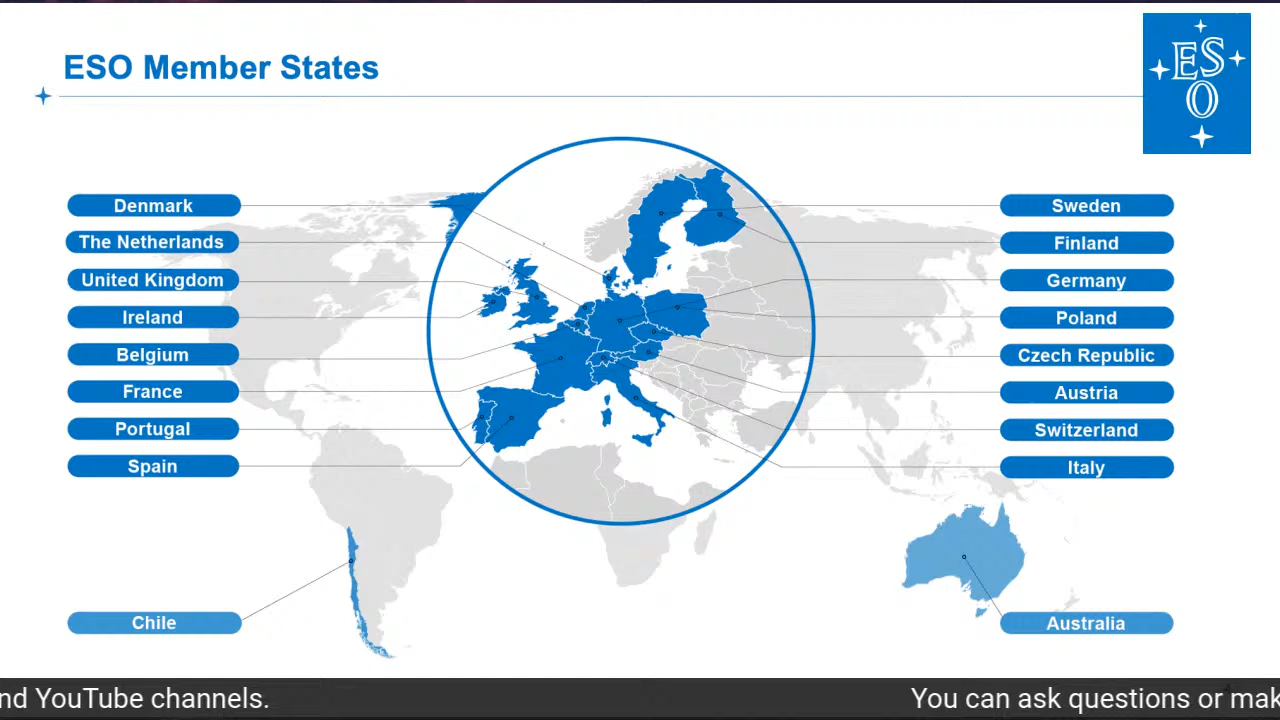 ESO Member States
ES
O
Denmark
The Netherlands
United Kingdom
Ireland
Belgium
France
Portugal
Spain
Chile
Sweden
Finland
Germany
Poland
Czech Republic
Austria
Switzerland
Italy
Australia
nd YouTube channels.
You can ask questions or mak